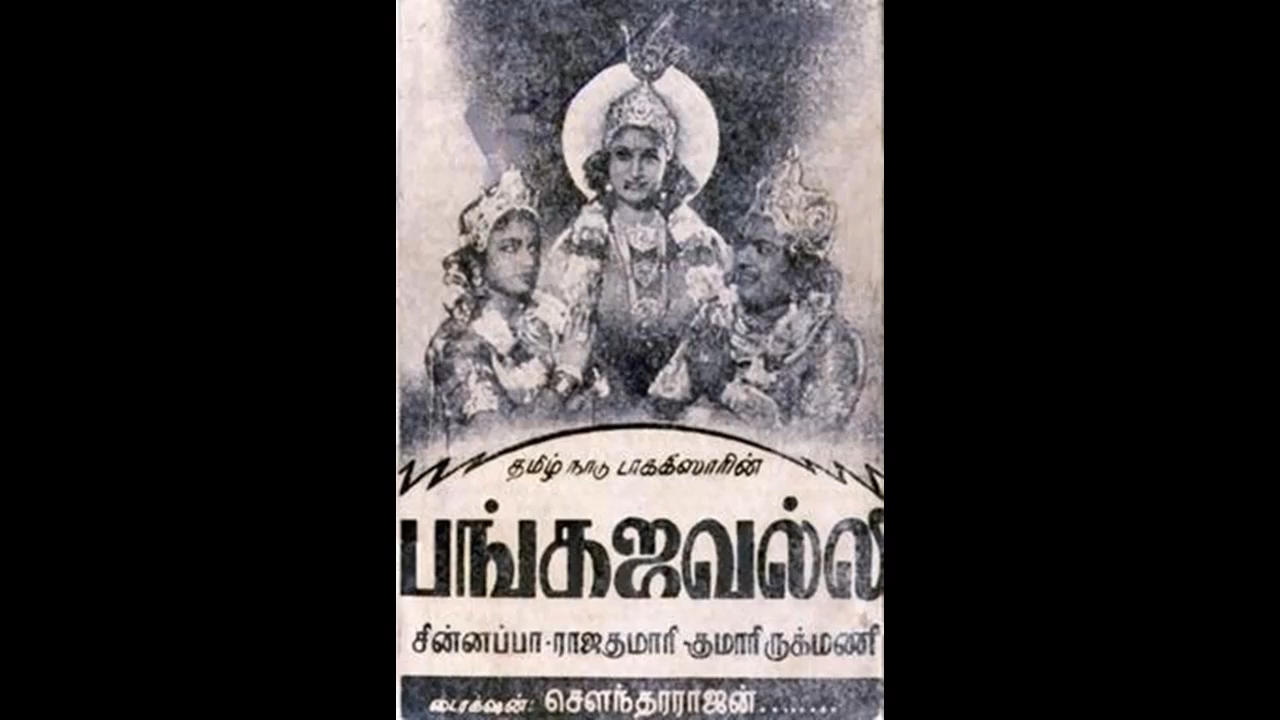 தமிழ் நாடு டாக்கீஸாரின்
பங்கஜவல்லி
சின்னப்பா-ராஜகுமாரி-குமாரி ருக்மணி
டைரக்‌ஷன்: சௌந்தரராஜன்........